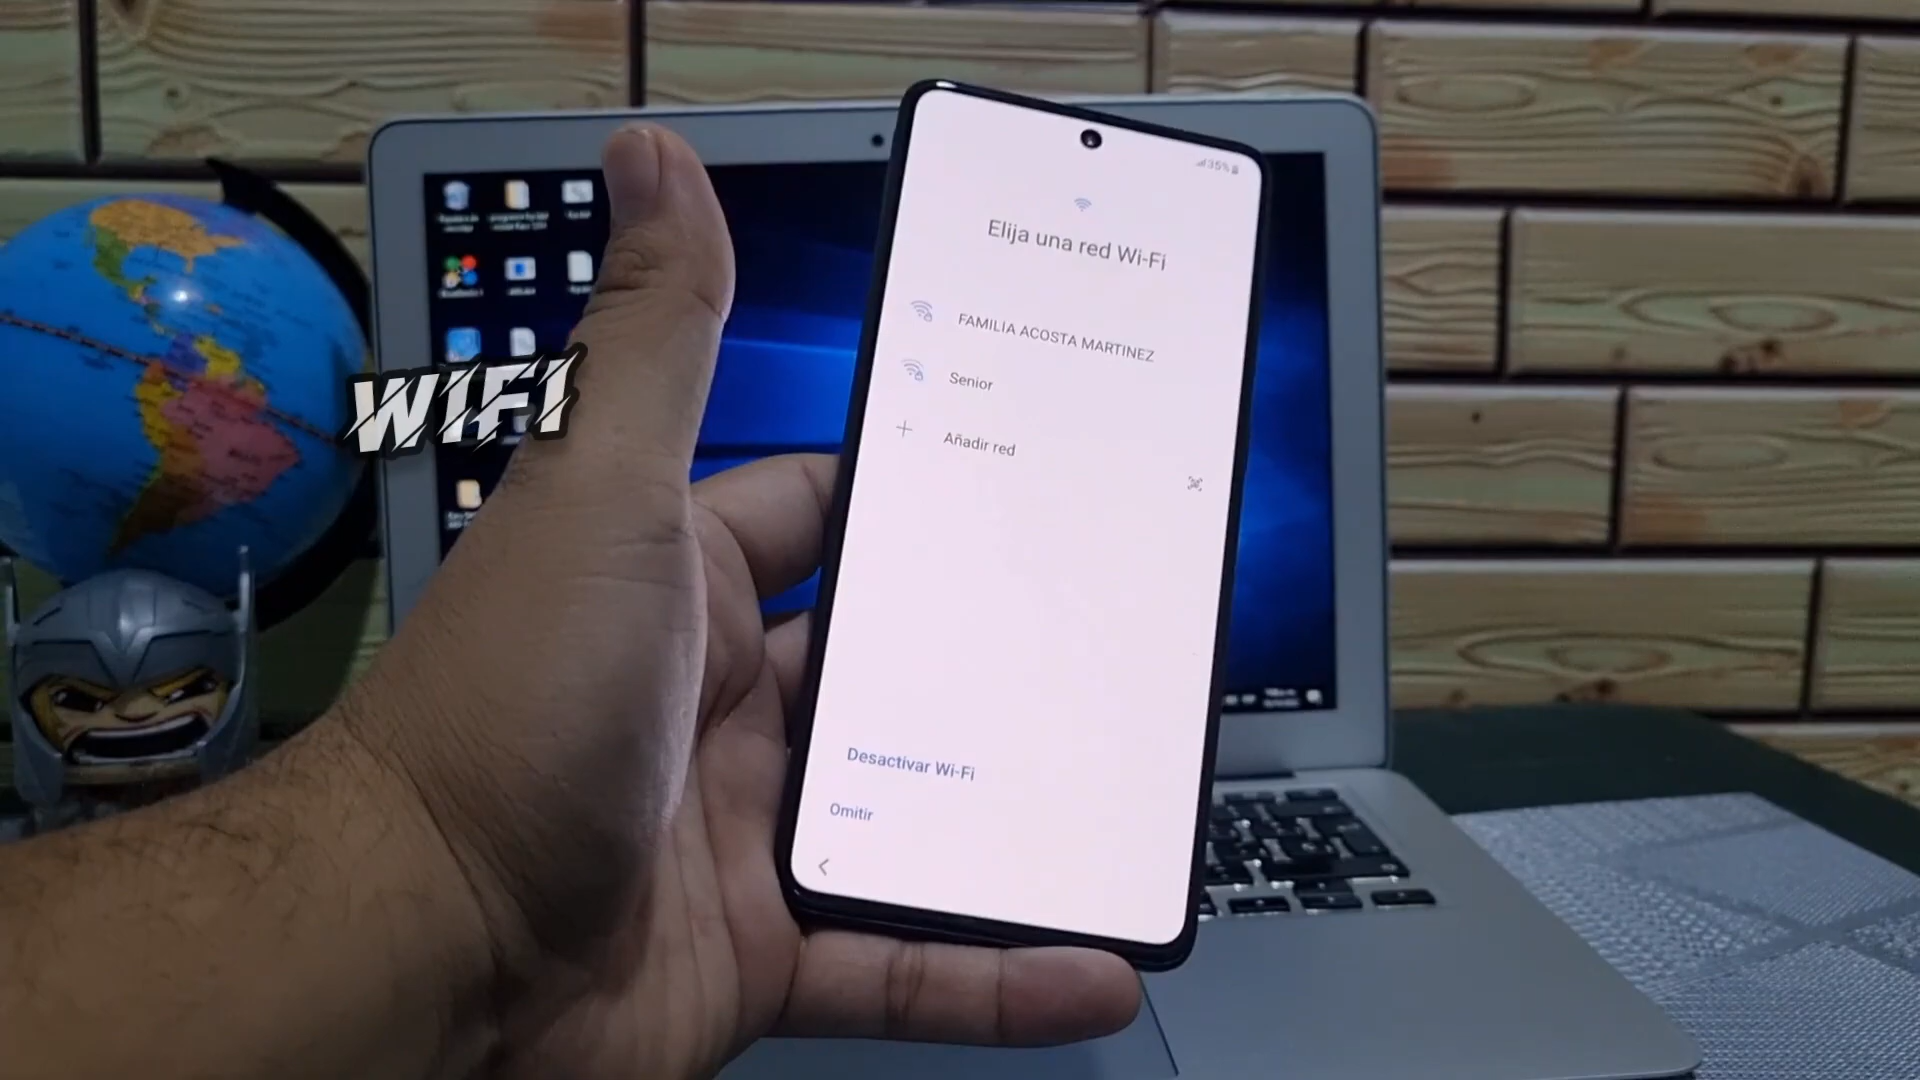 35%
Elija una red Wi-Fi
FAMILIA ACOSTA MARTINEZ
Senior
Añadir red
WIFI
Desactivar Wi-Fi
Omitir